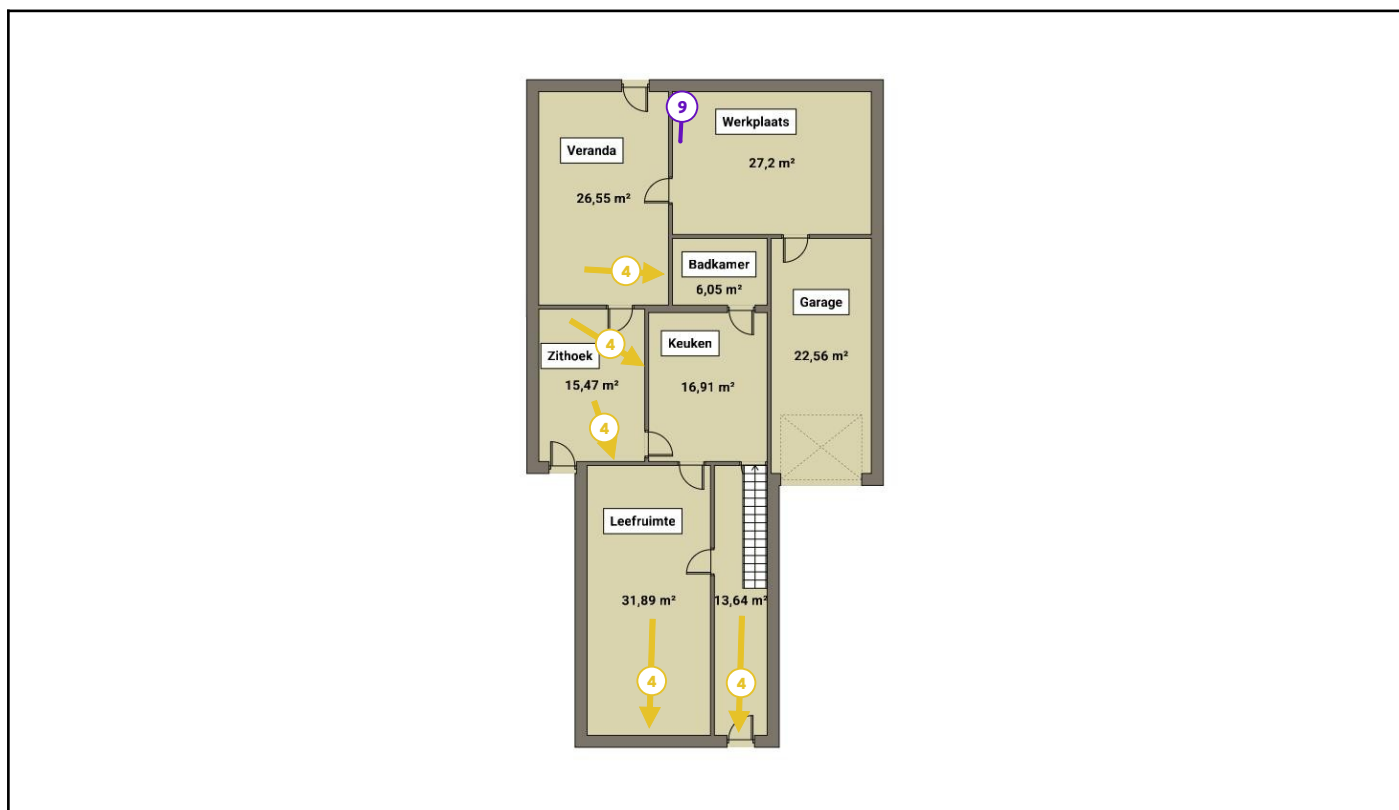 9
Werkplaats
27,2 m²
Veranda
26,55 m²
4
Badkamer
6,05 m²
Garage
22,56 m²
4
Zithoek
15,47 m²
Keuken
16,91 m²
4
Leefruimte
31,89 m²
13,64 m²
4
4